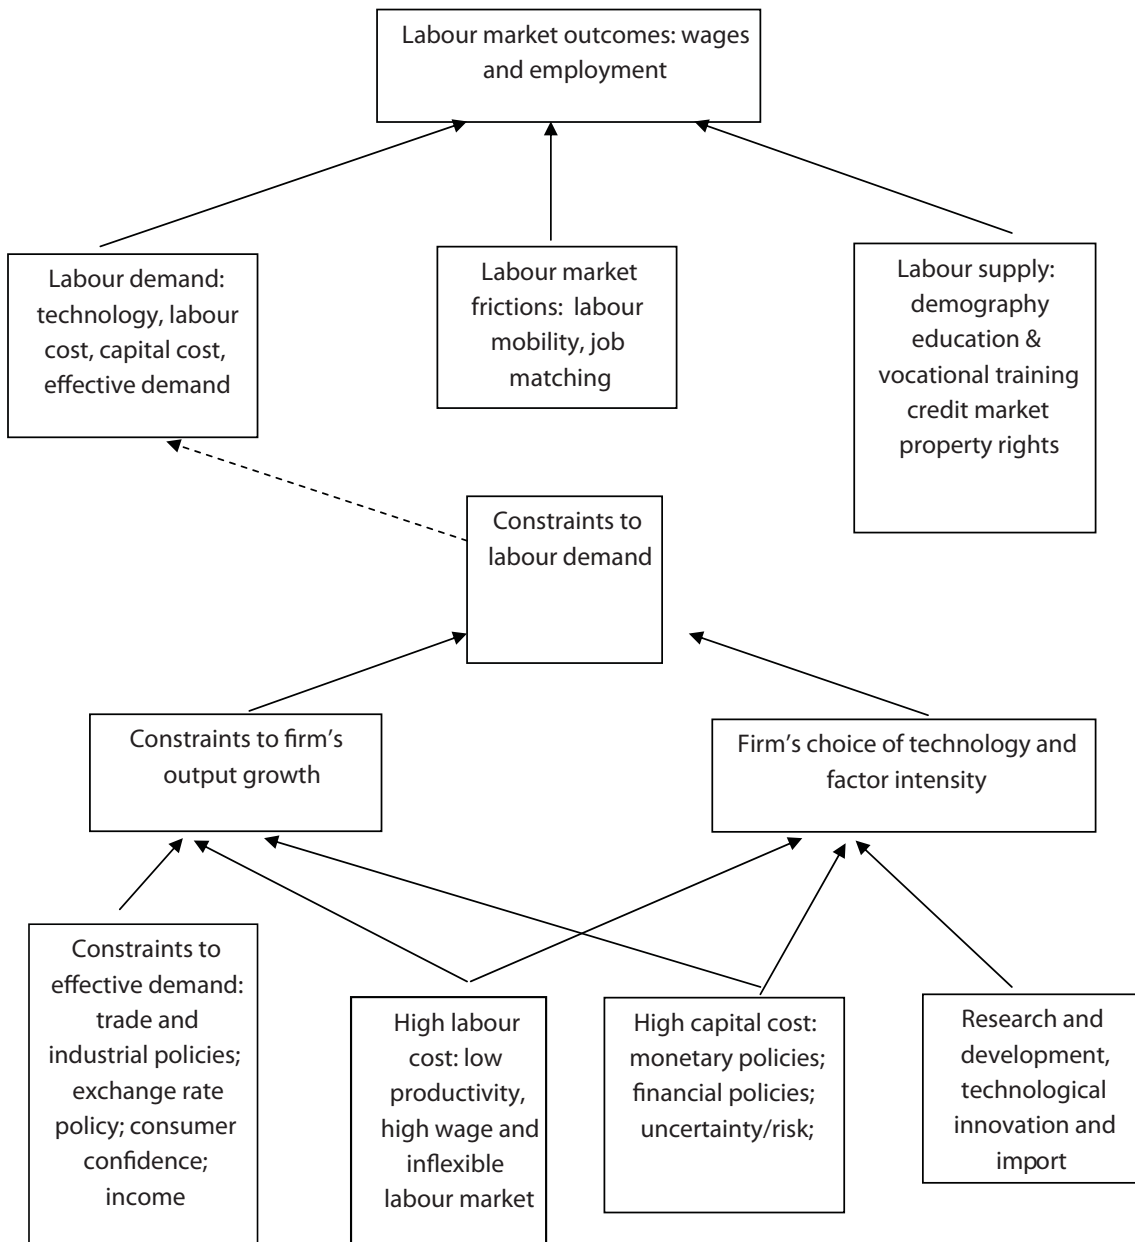 Labour market outcomes: wages
and employment
Labour demand:
technology, labour
cost, capital cost,
effective demand
Labour market
frictions: labour
mobility, job
matching
Labour supply:
demography
education &
vocational training
credit market
property rights
Constraints to
labour demand
Constraints to firm's
output growth
Firm's choice of technology and
factor intensity
Constraints to
effective demand:
trade and
industrial policies;
exchange rate
policy; consumer
confidence;
income
High labour
cost: low
productivity,
high wage and
inflexible
labour market
High capital cost:
monetary policies;
financial policies;
uncertainty/risk;
Research and
development,
technological
innovation and
import